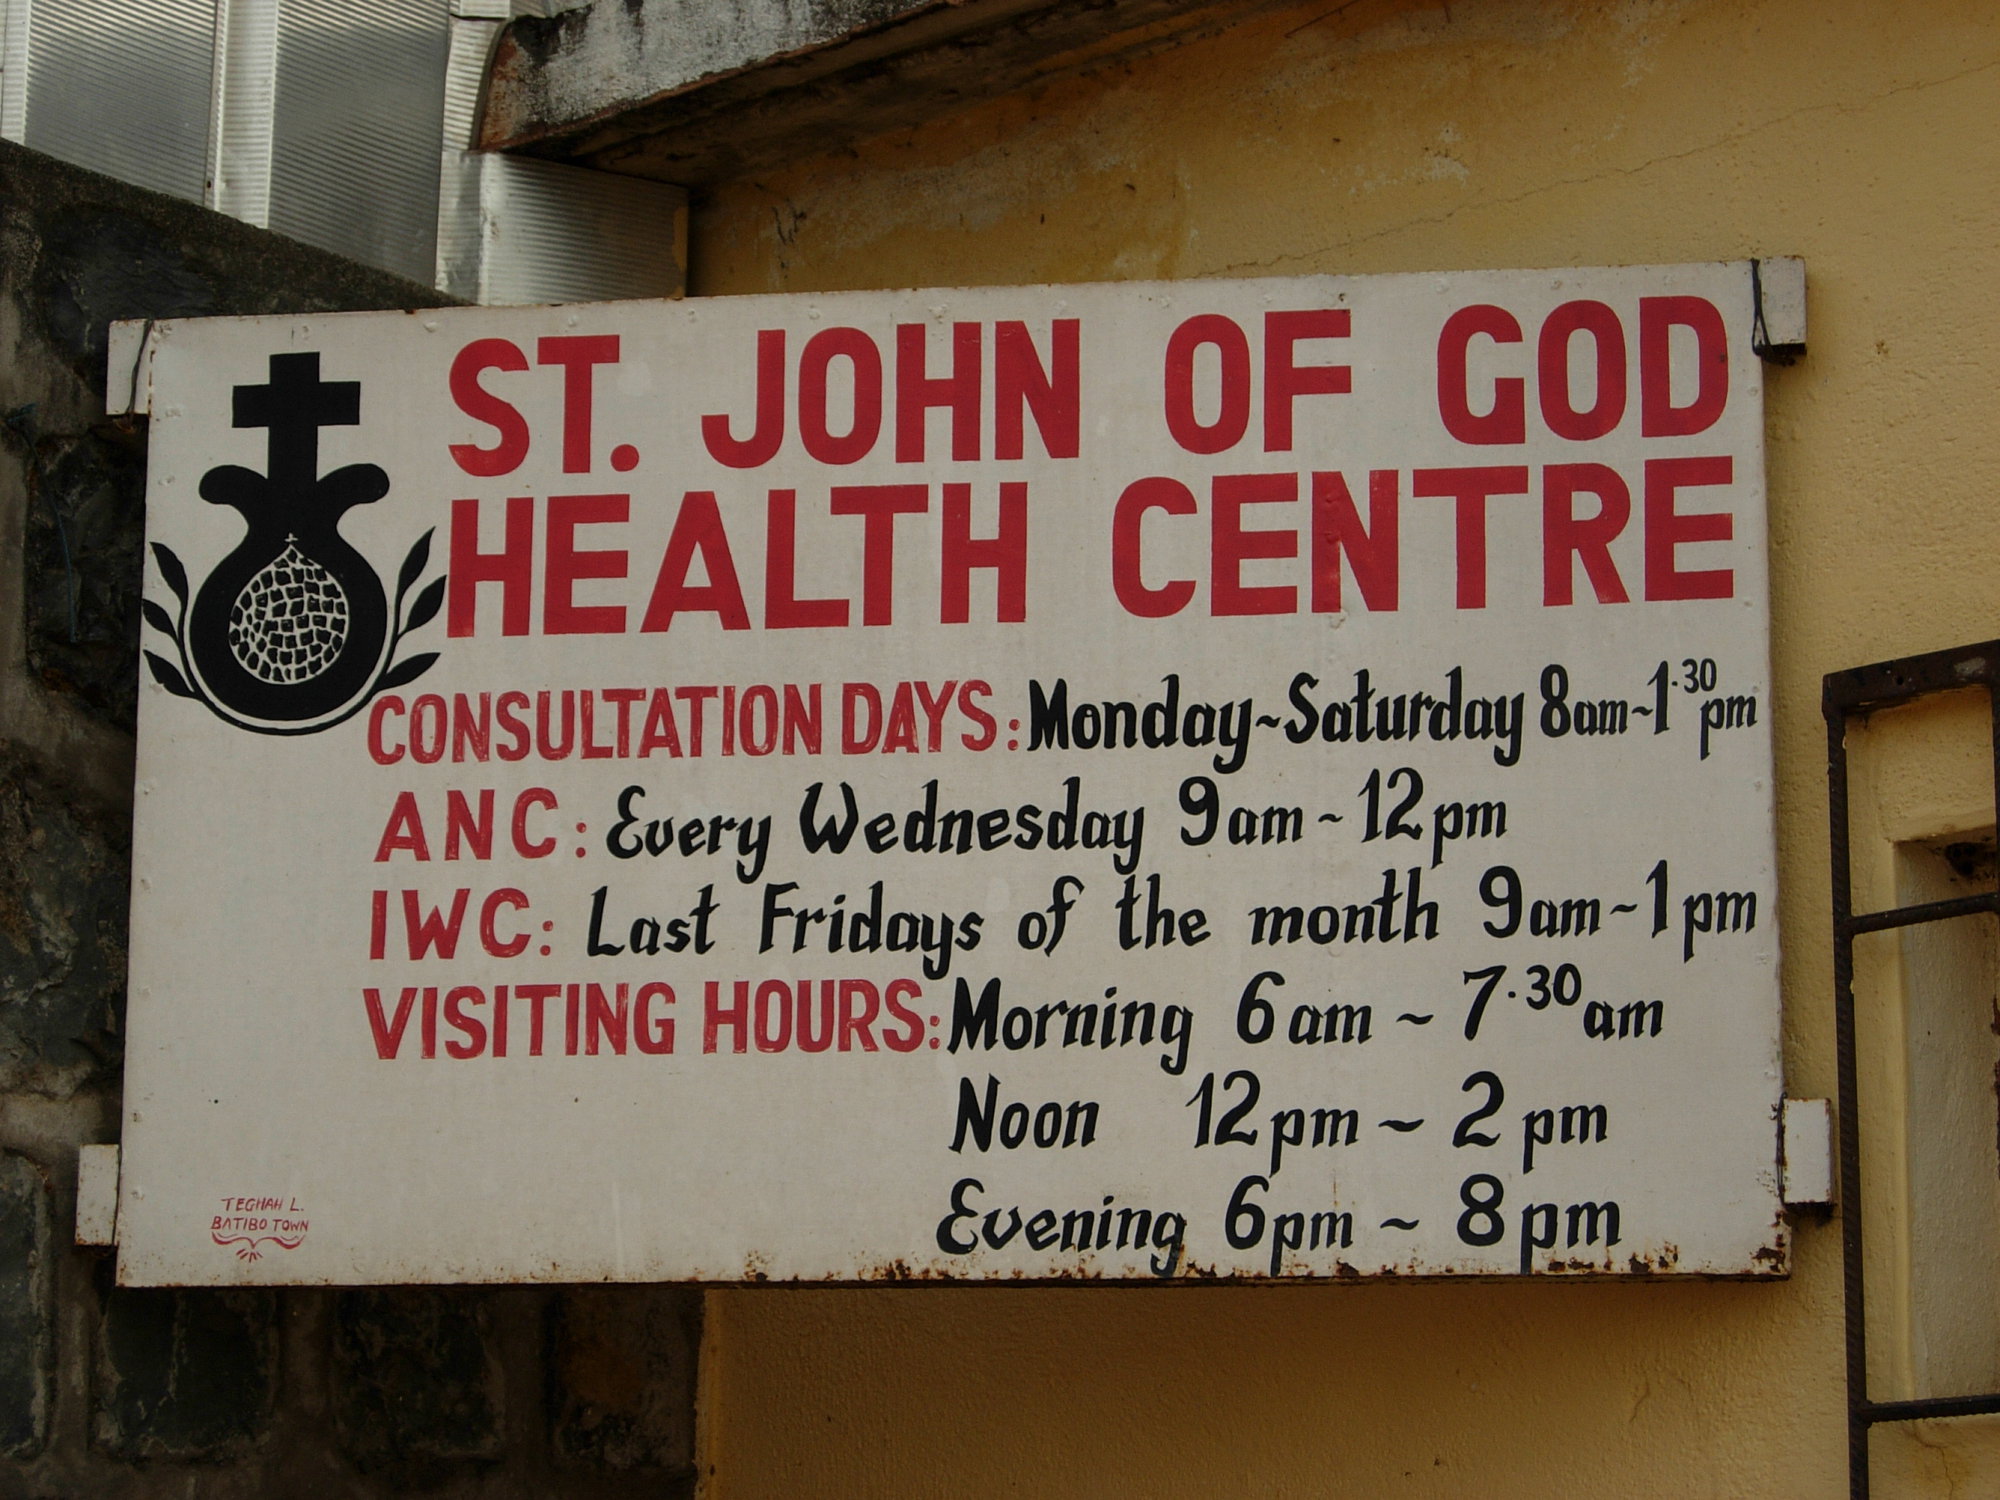 ST. JOHN OF GOD
HEALTH CENTRE
CONSULTATION DAYS: Monday~Saturday 8am~1.30pm
ANC: Every Wednesday 9am~12pm
IWC: Last Fridays of the month 9am~1pm
VISITING HOURS: Morning 6am~7.30am
Noon 12pm~2pm
Evening 6pm~8pm
TEGHAH L.
BATIBO TOWN